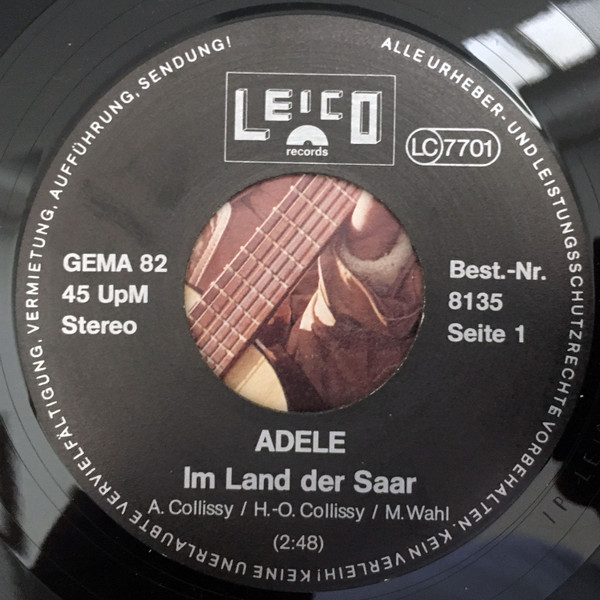 ALLE URHEBER- UND LEISTUNGSSCHUTZRECHTE VORBEHALTEN. KEIN VERLEIH! KEINE UNERLAUBTE VERVIELFÄLTIGUNG, VERMIETUNG, AUFFÜHRUNG, SENDUNG!
LEICO
records
LC 7701
GEMA 82
45 UpM
Stereo
Best.-Nr.
8135
Seite 1
ADELE
Im Land der Saar
A. Collissy / H.-O. Collissy / M. Wahl
(2:48)